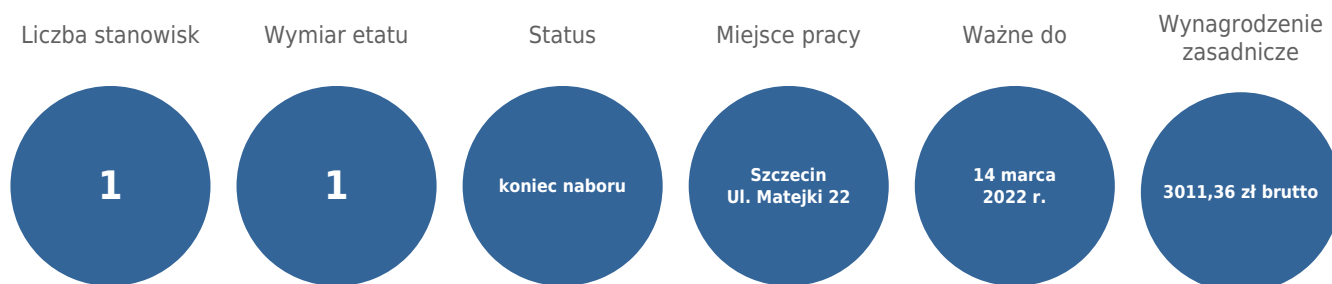 Liczba stanowisk
1
Wymiar etatu
1
Status
koniec naboru
Miejsce pracy
Szczecin
Ul. Matejki 22
Ważne do
14 marca
2022 r.
Wynagrodzenie
zasadnicze
3011,36 zł brutto